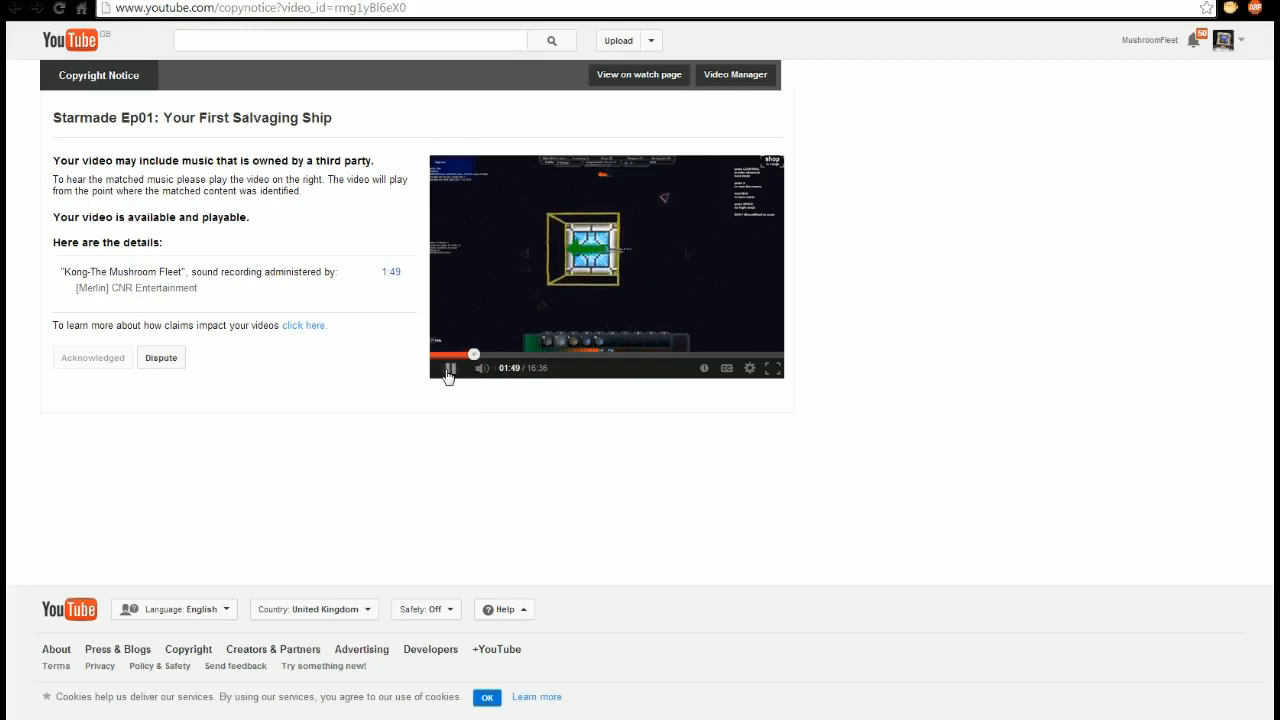 www.youtube.com/copynotice?video_id=rmg1yBl6eX0
YouTube GB
Upload
MushroomFleet
50
ABP
Copyright Notice
View on watch page
Video Manager
Starmade Ep01: Your First Salvaging Ship
Your video may include music that is owned by a third party.
To hear the matched music please play the video on the right. The video will play
from the point where the matched content was identified.
Your video is available and playable.
Here are the details:
"Kong-The Mushroom Fleet", sound recording administered by: 1:49
[Merlin] CNR Entertainment
To learn more about how claims impact your videos click here.
Acknowledged
Dispute
shop
01:49 / 16:36
YouTube
Language: English
Country: United Kingdom
Safety: Off
Help
About Press & Blogs Copyright Creators & Partners Advertising Developers +YouTube
Terms Privacy Policy & Safety Send feedback Try something new!
Cookies help us deliver our services. By using our services, you agree to our use of cookies. OK Learn more